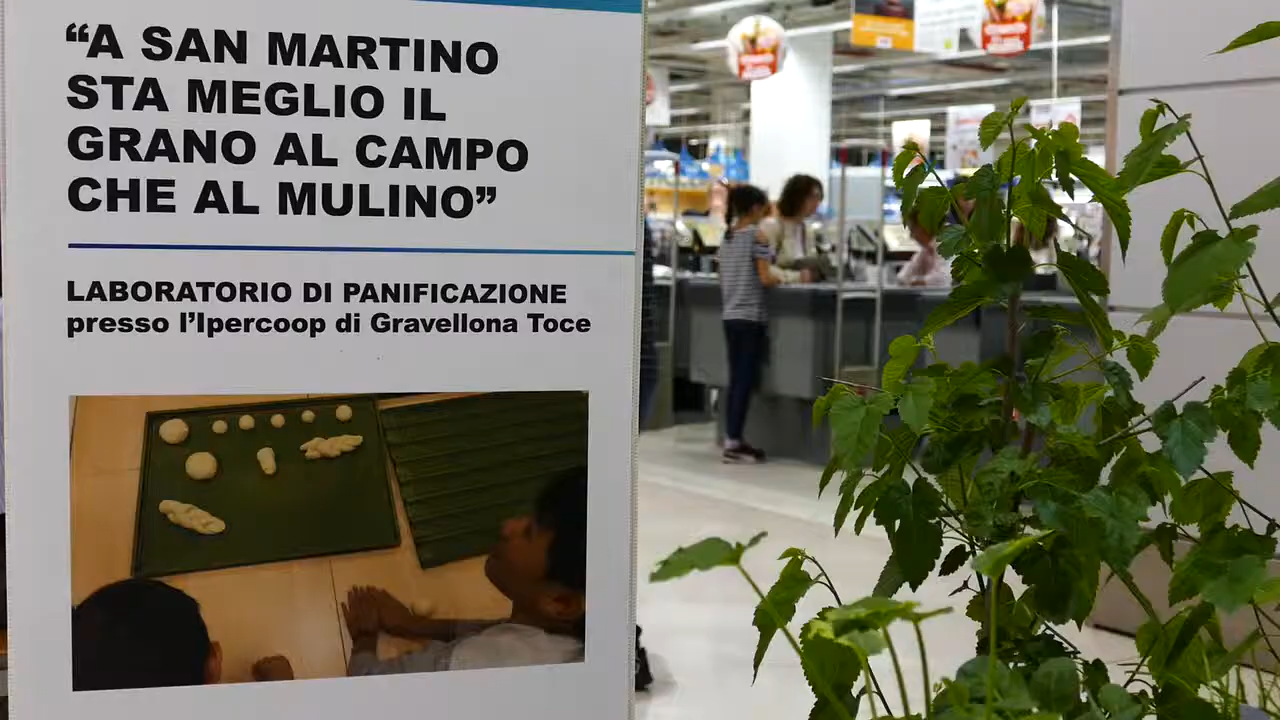 “A SAN MARTINO
STA MEGLIO IL
GRANO AL CAMPO
CHE AL MULINO”
LABORATORIO DI PANIFICAZIONE
presso l’Ipercoop di Gravellona Toce